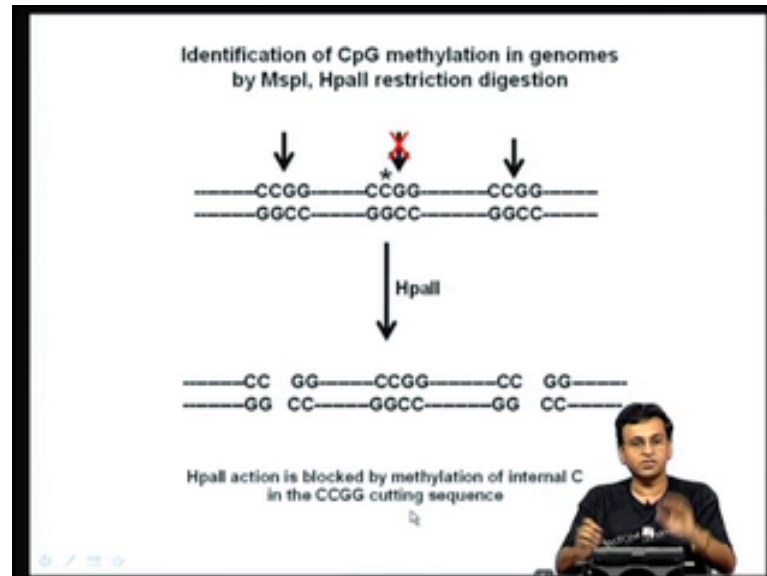 Identification of CpG methylation in genomes
by MspI, HpaII restriction digestion
*
------CCGG------CCGG------CCGG------
------GGCC------GGCC------GGCC------
HpaII
------CC GG------CCGG------CC GG------
------GG CC------GGCC------GG CC------
HpaII action is blocked by methylation of internal C
in the CCGG cutting sequence